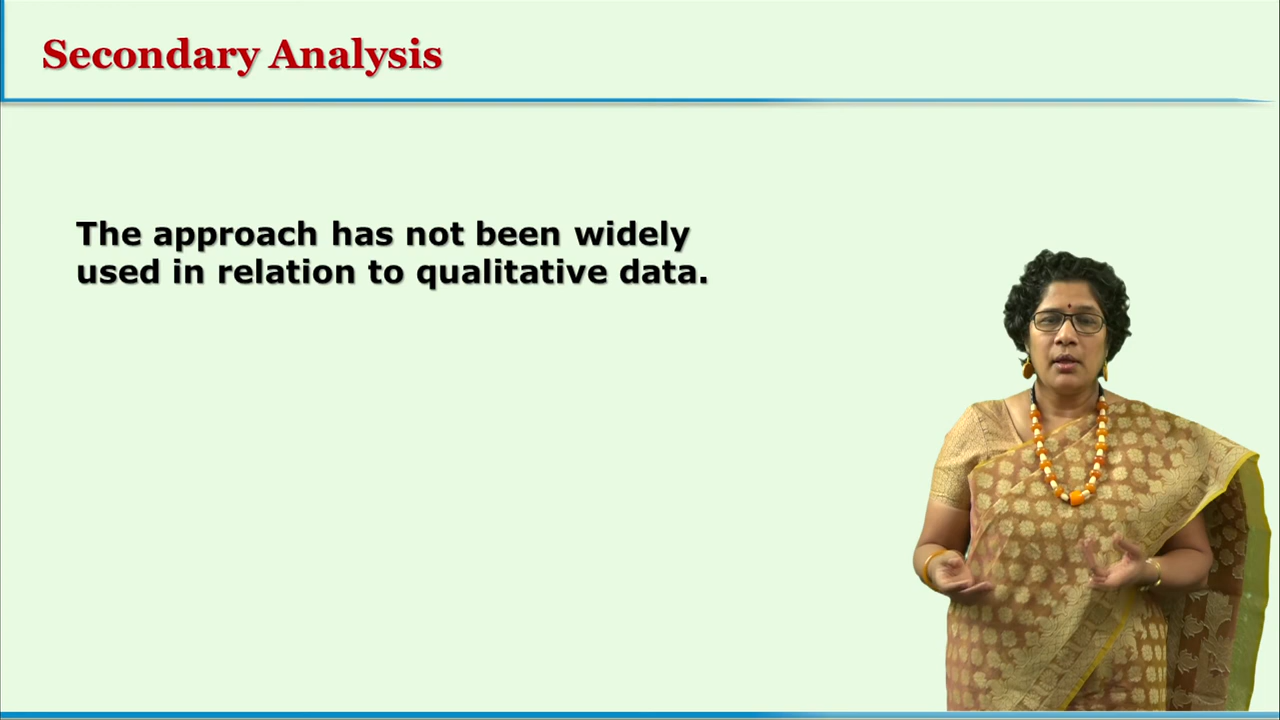 Secondary Analysis
The approach has not been widely
used in relation to qualitative data.